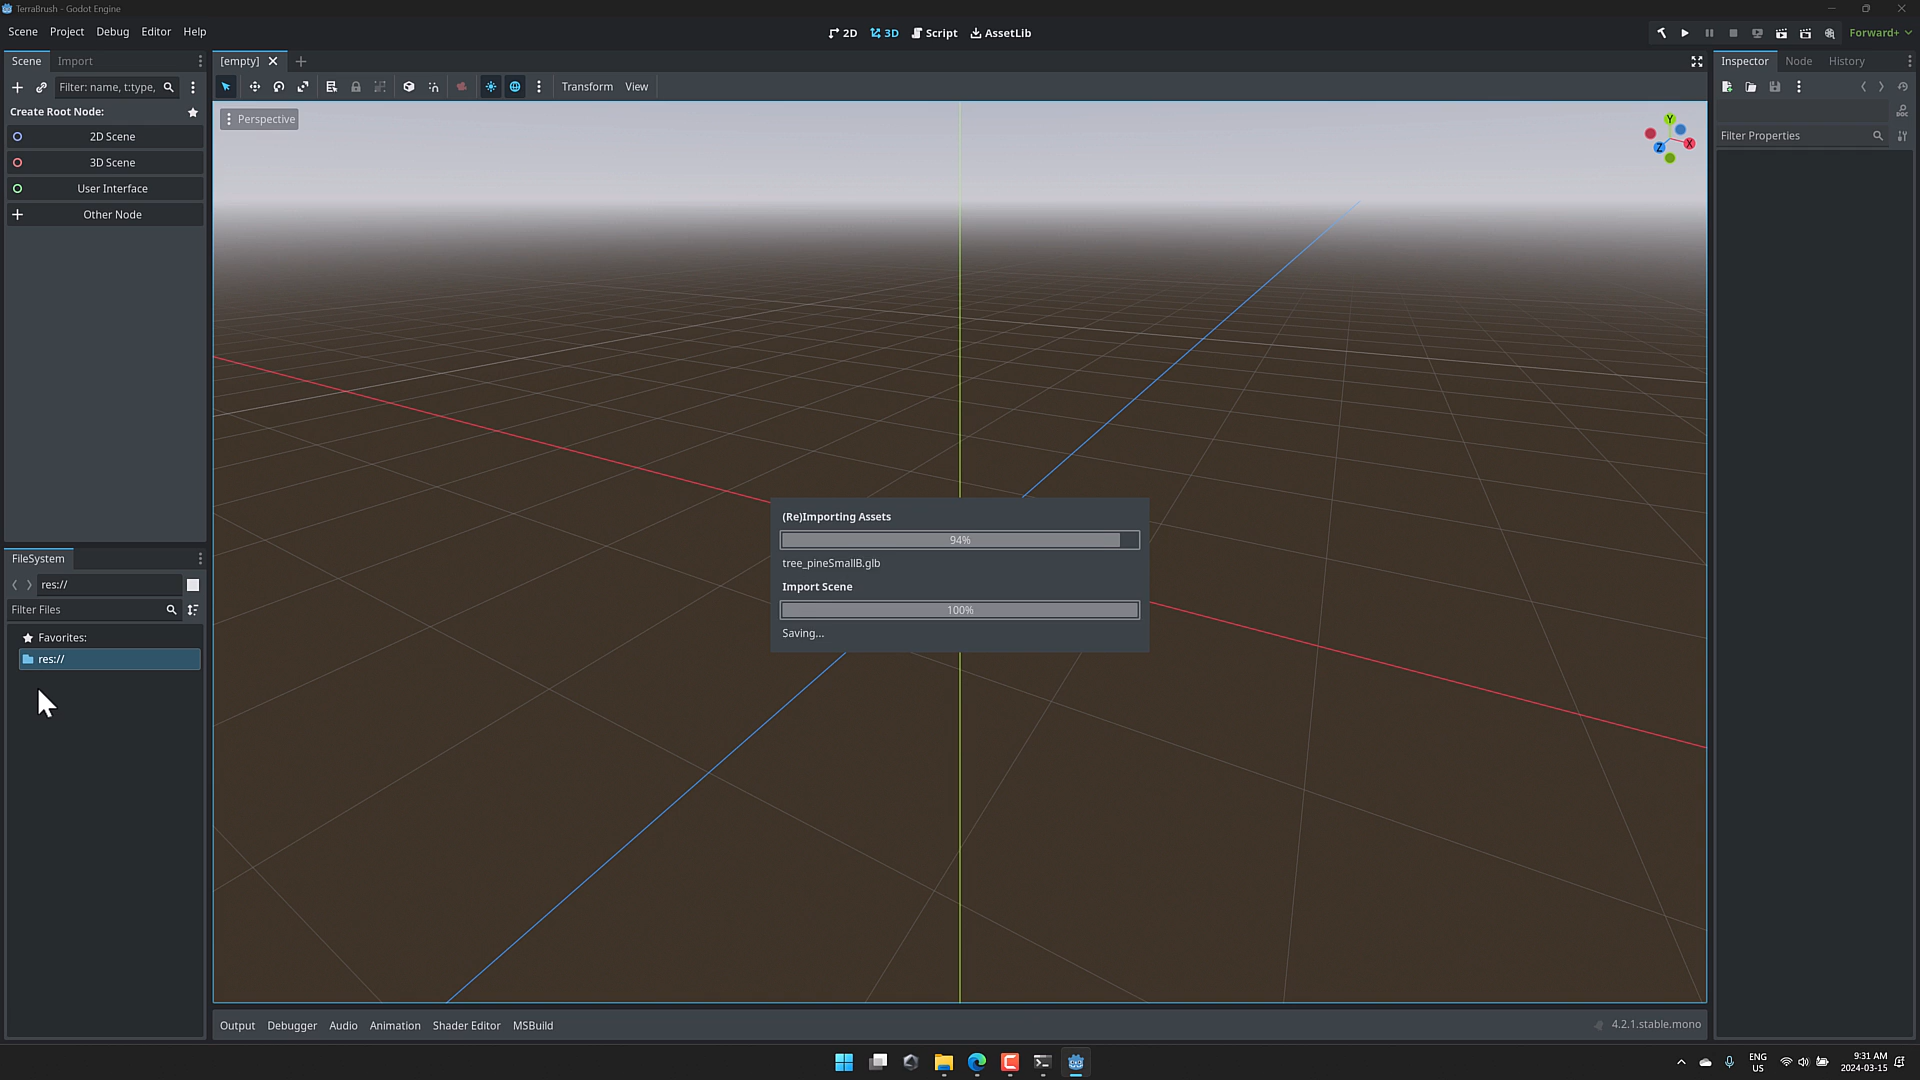 TerraBrush - Godot Engine
Scene Project Debug Editor Help
2D 3D Script AssetLib
Forward+
Scene Import
[empty]
Inspector Node History
Filter: name, t:type,
Transform View
Create Root Node:
2D Scene
3D Scene
User Interface
Other Node
Perspective
Y
X
Z
DOC
Filter Properties
(Re)Importing Assets
94%
tree_pineSmallB.glb
Import Scene
100%
Saving...
FileSystem
res://
Filter Files
Favorites:
res://
Output Debugger Audio Animation Shader Editor MSBuild
4.2.1.stable.mono
ENG
US
9:31 AM
2024-03-15